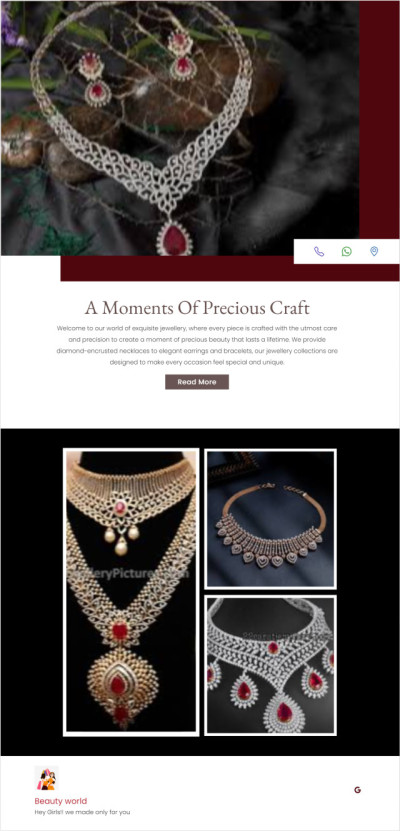 A Moments Of Precious Craft
Welcome to our world of exquisite jewellery, where every piece is crafted with the utmost care
and precision to create a moment of precious beauty that lasts a lifetime. We provide
diamond-encrusted necklaces to elegant earrings and bracelets, our jewellery collections are
designed to make every occasion feel special and unique.
Read More
G
Beauty world
Hey Girls!! we made only for you